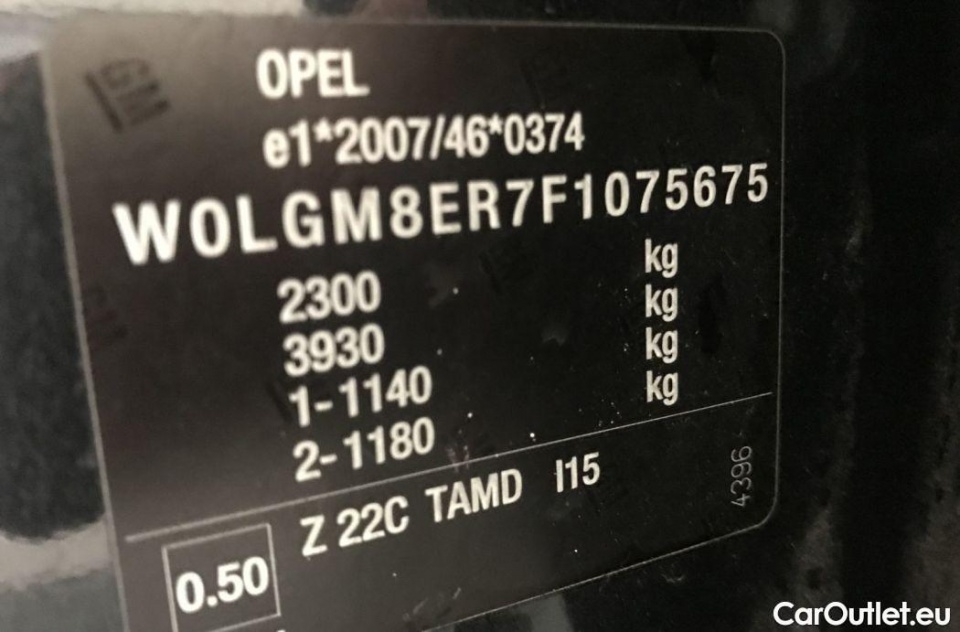 OPEL
e1*2007/46*0374
W0LGM8ER7F1075675
2300 kg
3930 kg
1-1140 kg
2-1180 kg
Z 22C TAMD I15
4396
0.50
GM
CarOutlet.eu